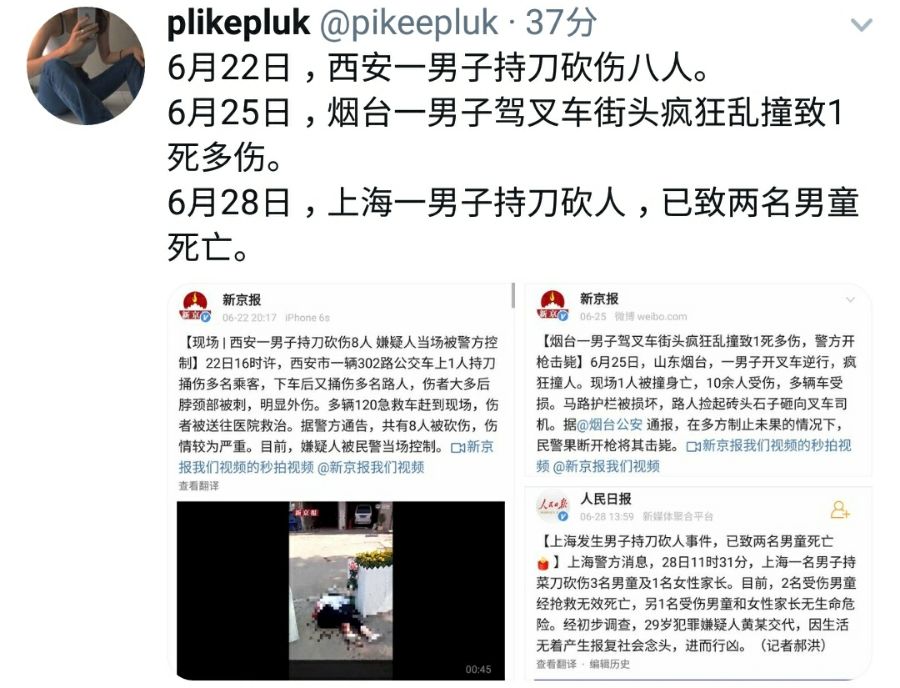 plikepluk @pikeepluk · 37分
6月22日，西安一男子持刀砍伤八人。
6月25日，烟台一男子驾叉车街头疯狂乱撞致1
死多伤。
6月28日，上海一男子持刀砍人，已致两名男童
死亡。
新京报
06-22 20:17 iPhone 6s
【现场 | 西安一男子持刀砍伤8人 嫌疑人当场被警方控
制】22日16时许，西安市一辆302路公交车上1人持刀
捅伤多名乘客，下车后又捅伤多名路人，伤者大多后
脖颈部被刺，明显外伤。多辆120急救车赶到现场，伤
者被送往医院救治。据警方通告，共有8人被砍伤，伤
情较为严重。目前，嫌疑人被民警当场控制。新京
报我们视频的秒拍视频 @新京报我们视频
查看翻译
新京报
00:45
新京报
06-25 微博 weibo.com
【烟台一男子驾叉车街头疯狂乱撞致1死多伤，警方开
枪击毙】6月25日，山东烟台，一男子开叉车逆行，疯
狂撞人。现场1人被撞身亡，10余人受伤，多辆车受
损。马路护栏被损坏，路人捡起砖头石子砸向叉车司
机。据@烟台公安 通报，在多方制止未果的情况下，
民警果断开枪将其击毙。新京报我们视频的秒拍视
频 @新京报我们视频
人民日报
人民日报
06-28 13:59 新媒体聚合平台
【上海发生男子持刀砍人事件，已致两名男童死亡
】上海警方消息，28日11时31分，上海一名男子持
菜刀砍伤3名男童及1名女性家长。目前，2名受伤男童
经抢救无效死亡，另1名受伤男童和女性家长无生命危
险。经初步调查，29岁犯罪嫌疑人黄某交代，因生活
无着产生报复社会念头，进而行凶。（记者郝洪）
查看翻译 · 编辑历史